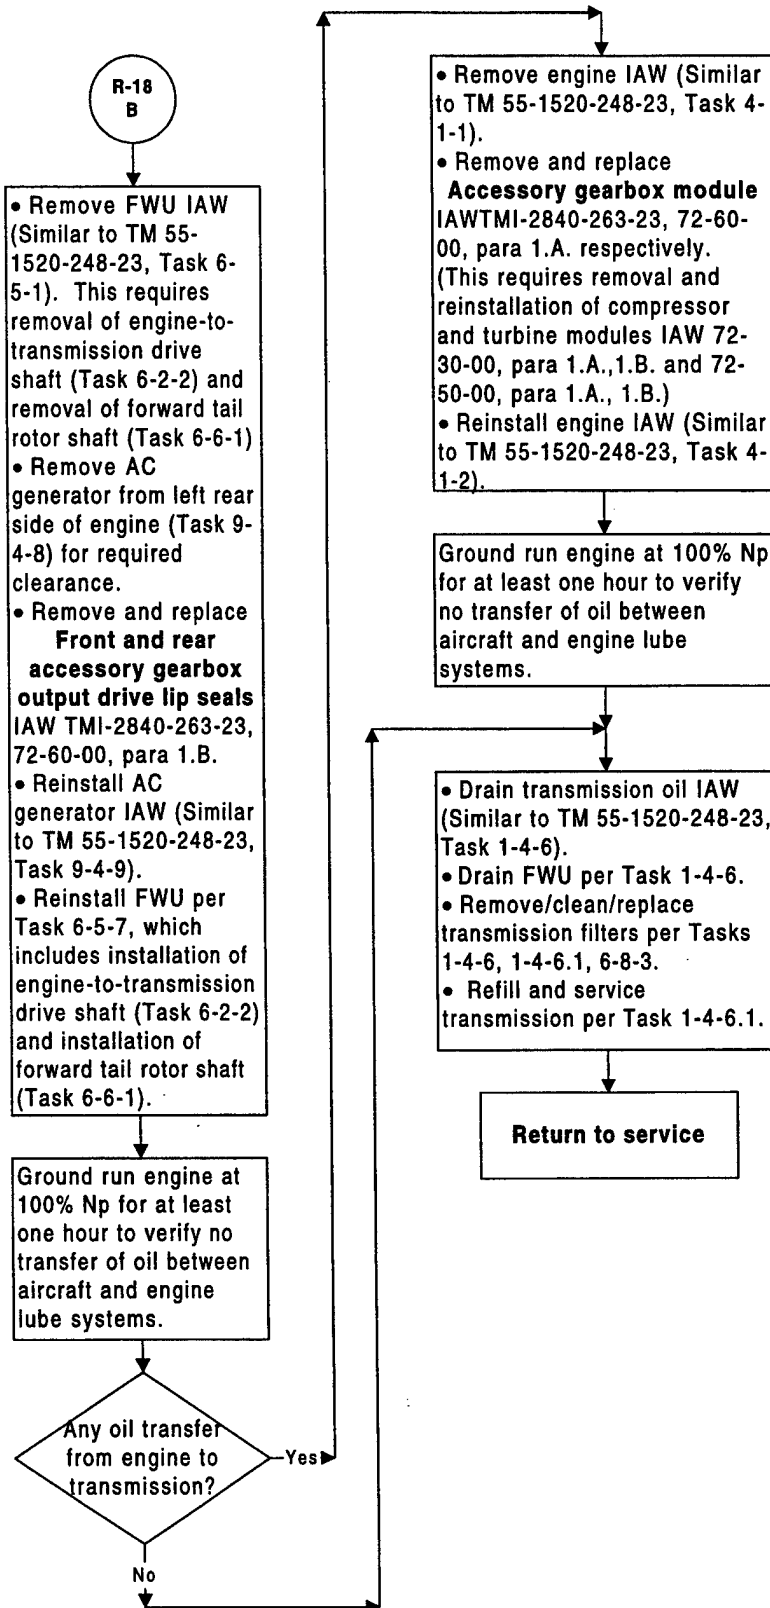 R-18
B
• Remove FWU IAW
(Similar to TM 55-
1520-248-23, Task 6-
5-1). This requires
removal of engine-to-
transmission drive
shaft (Task 6-2-2) and
removal of forward tail
rotor shaft (Task 6-6-1)
• Remove AC
generator from left rear
side of engine (Task 9-
4-8) for required
clearance.
• Remove and replace
Front and rear
accessory gearbox
output drive lip seals
IAW TMI-2840-263-23,
72-60-00, para 1.B.
• Reinstall AC
generator IAW (Similar
to TM 55-1520-248-23,
Task 9-4-9).
• Reinstall FWU per
Task 6-5-7, which
includes installation of
engine-to-transmission
drive shaft (Task 6-2-2)
and installation of
forward tail rotor shaft
(Task 6-6-1).
Ground run engine at
100% Np for at least
one hour to verify no
transfer of oil between
aircraft and engine
lube systems.
Any oil transfer
from engine to
transmission?
Yes
No
• Remove engine IAW (Similar
to TM 55-1520-248-23, Task 4-
1-1).
• Remove and replace
Accessory gearbox module
IAWTMI-2840-263-23, 72-60-
00, para 1.A. respectively.
(This requires removal and
reinstallation of compressor
and turbine modules IAW 72-
30-00, para 1.A.,1.B. and 72-
50-00, para 1.A., 1.B.)
• Reinstall engine IAW (Similar
to TM 55-1520-248-23, Task 4-
1-2).
Ground run engine at 100% Np
for at least one hour to verify
no transfer of oil between
aircraft and engine lube
systems.
• Drain transmission oil IAW
(Similar to TM 55-1520-248-23,
Task 1-4-6).
• Drain FWU per Task 1-4-6.
• Remove/clean/replace
transmission filters per Tasks
1-4-6, 1-4-6.1, 6-8-3.
• Refill and service
transmission per Task 1-4-6.1.
Return to service